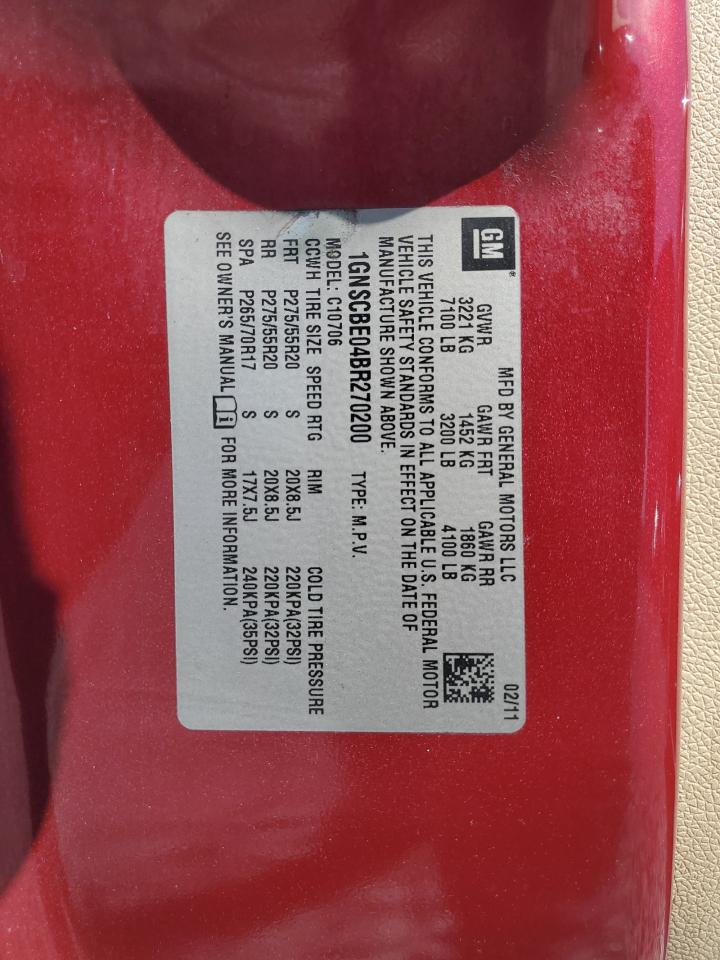 GM®
MFD BY GENERAL MOTORS LLC 02/11
GVWR GAWR FRT GAWR RR
3221 KG 1452 KG 1860 KG
7100 LB 3200 LB 4100 LB
THIS VEHICLE CONFORMS TO ALL APPLICABLE U.S. FEDERAL MOTOR
VEHICLE SAFETY STANDARDS IN EFFECT ON THE DATE OF
MANUFACTURE SHOWN ABOVE.
1GNSCBE04BR270200 TYPE: M.P.V.
MODEL: C10706
CCWH TIRE SIZE SPEED RTG RIM COLD TIRE PRESSURE
FRT P275/55R20 S 20X8.5J 220KPA(32PSI)
RR P275/55R20 S 20X8.5J 220KPA(32PSI)
SPA P265/70R17 S 17X7.5J 240KPA(35PSI)
SEE OWNER'S MANUAL i FOR MORE INFORMATION.